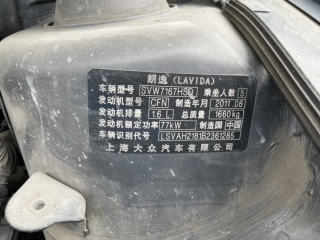 朗逸(LAVIDA)
车辆型号 SVW7167HSD 乘坐人数 5
发动机型号 CFN 制造年月 2011.08
发动机排量 1.6 L 总质量 1660kg
发动机额定功率 77kW 制造国 中国
车辆识别代号 LSVAH2181B2361285
上海大众汽车有限公司